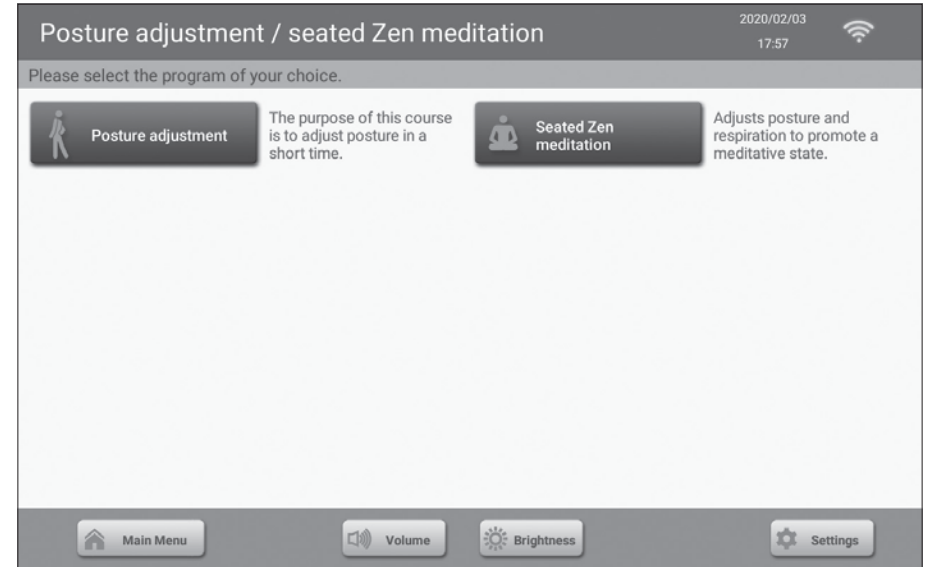 Posture adjustment / seated Zen meditation
2020/02/03
17:57
Please select the program of your choice.
Posture adjustment
The purpose of this course
is to adjust posture in a
short time.
Seated Zen
meditation
Adjusts posture and
respiration to promote a
meditative state.
Main Menu
Volume
Brightness
Settings